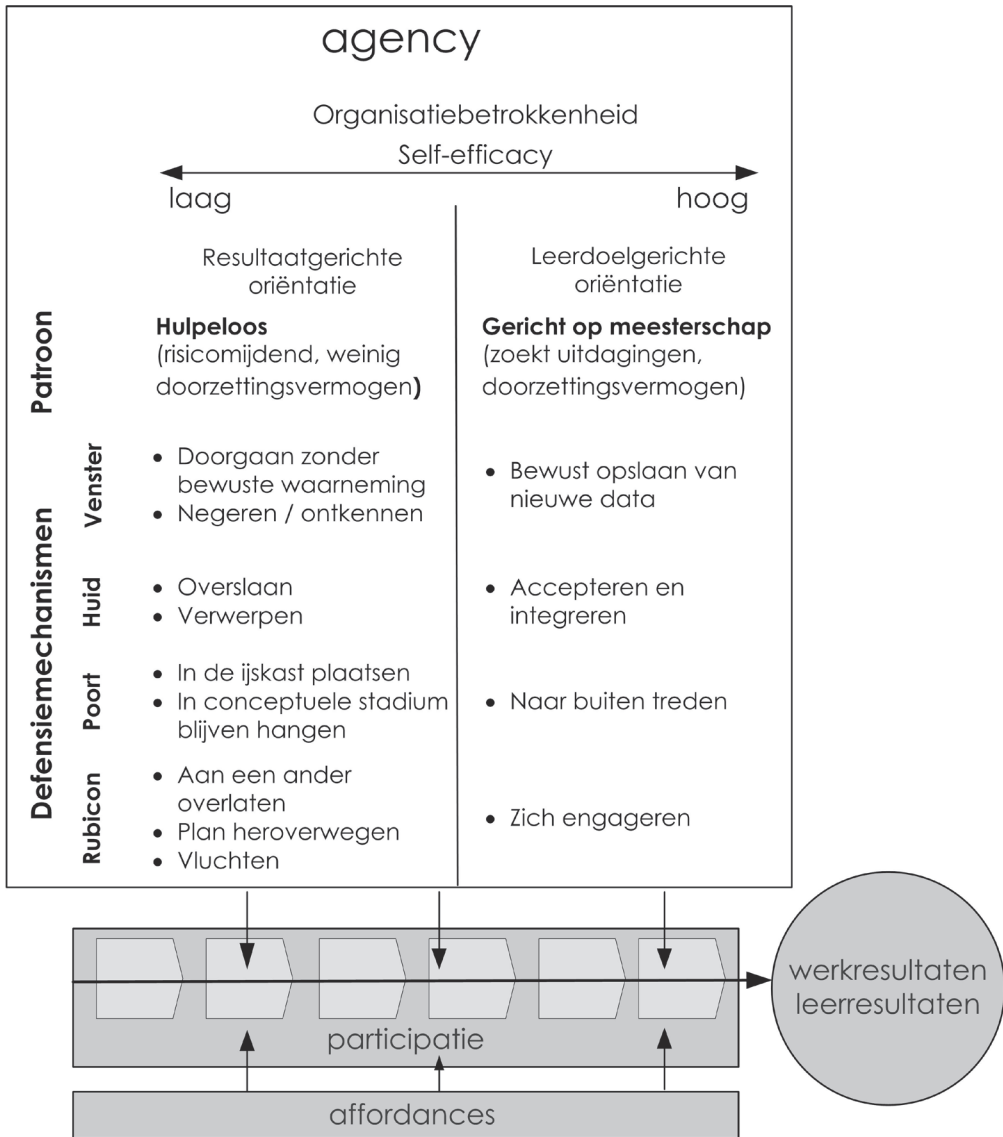 agency
Organisatiebetrokkenheid
Self-efficacy
laag
hoog
Resultaatgerichte
oriëntatie
Leerdoelgerichte
oriëntatie
Patroon
Hulpeloos
(risicomijdend, weinig
doorzettingsvermogen)
Gericht op meesterschap
(zoekt uitdagingen,
doorzettingsvermogen)
Defensiemechanismen
Venster
• Doorgaan zonder
bewuste waarneming
• Negeren / ontkennen
• Bewust opslaan van
nieuwe data
Huid
• Overslaan
• Verwerpen
• Accepteren en
integreren
Poort
• In de ijskast plaatsen
• In conceptuele stadium
blijven hangen
• Naar buiten treden
Rubicon
• Aan een ander
overlaten
• Plan heroverwegen
• Vluchten
• Zich engageren
participatie
werkresultaten
leerresultaten
affordances